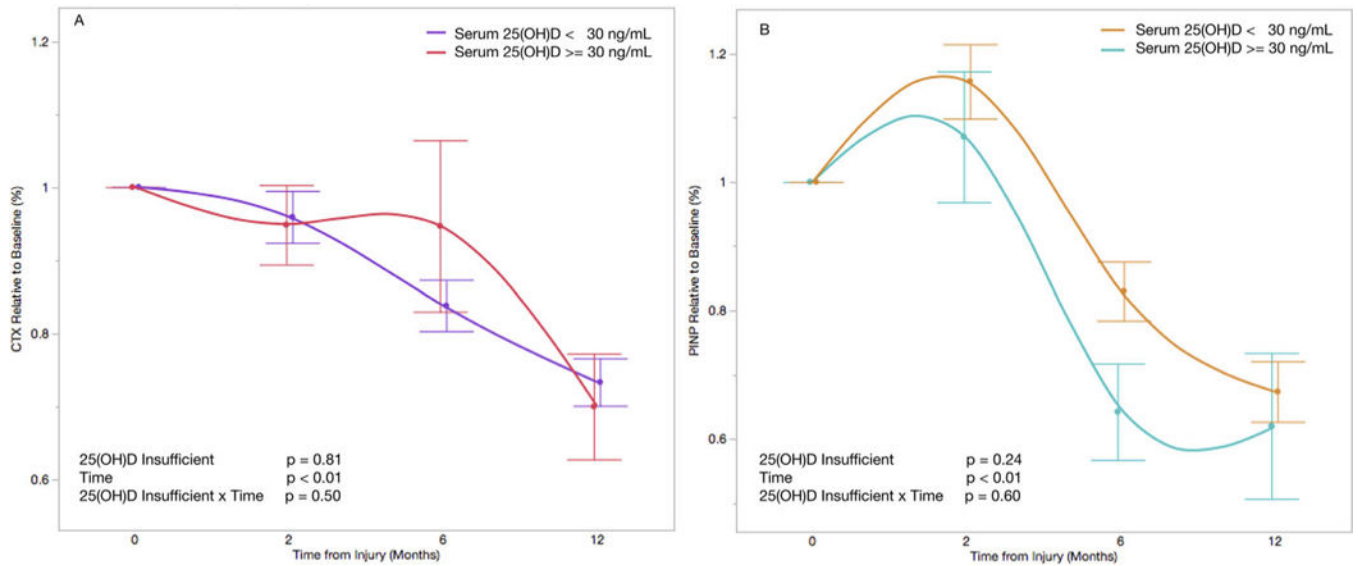 A
Serum 25(OH)D < 30 ng/mL
Serum 25(OH)D >= 30 ng/mL
1.2
1
0.8
0.6
CTX Relative to Baseline (%)
25(OH)D Insufficient p = 0.81
Time p < 0.01
25(OH)D Insufficient x Time p = 0.50
0 2 6 12
Time from Injury (Months)
B
Serum 25(OH)D < 30 ng/mL
Serum 25(OH)D >= 30 ng/mL
1.2
1
0.8
0.6
PINP Relative to Baseline (%)
25(OH)D Insufficient p = 0.24
Time p < 0.01
25(OH)D Insufficient x Time p = 0.60
0 2 6 12
Time from Injury (Months)